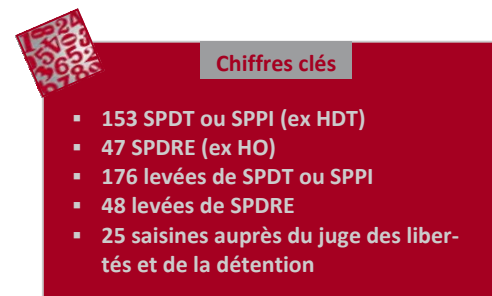 Chiffres clés
▪ 153 SPDT ou SPPI (ex HDT)
▪ 47 SPDRE (ex HO)
▪ 176 levées de SPDT ou SPPI
▪ 48 levées de SPDRE
▪ 25 saisines auprès du juge des liber-
tés et de la détention